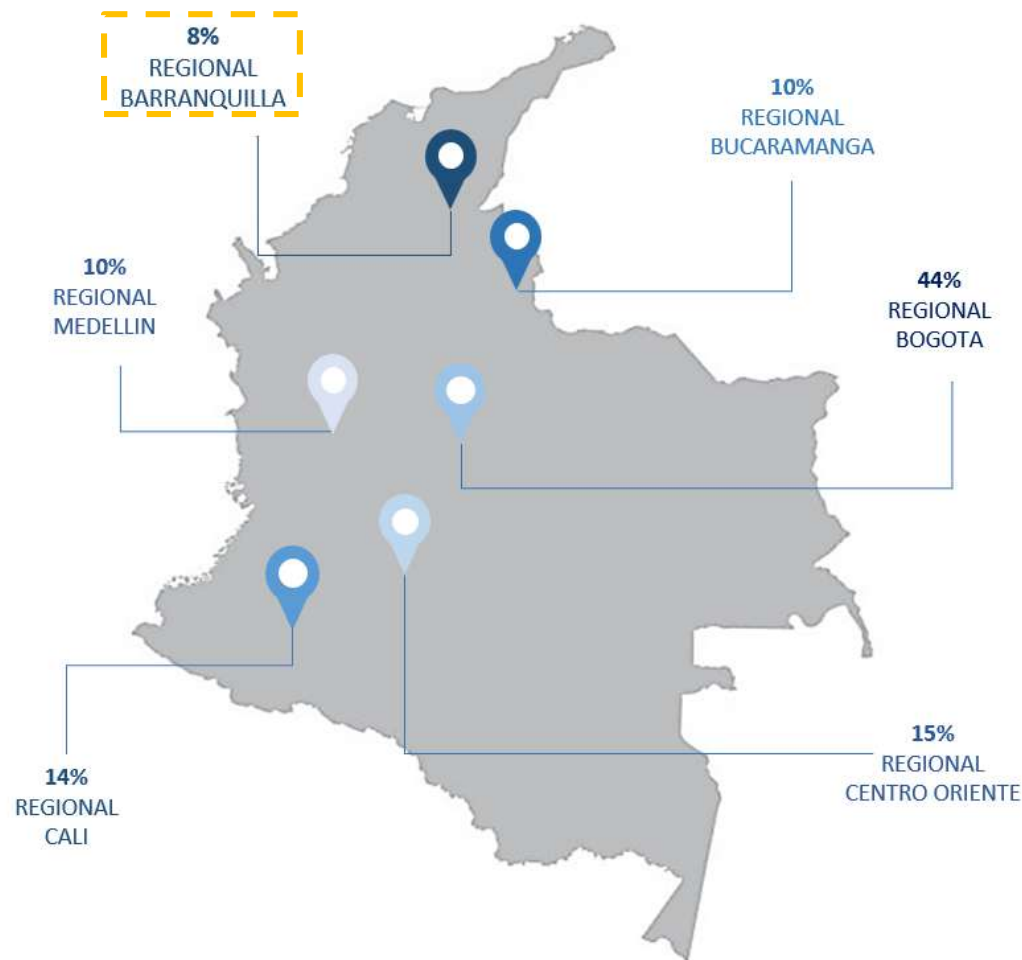 8%
REGIONAL
BARRANQUILLA
10%
REGIONAL
BUCARAMANGA
10%
REGIONAL
MEDELLIN
44%
REGIONAL
BOGOTA
14%
REGIONAL
CALI
15%
REGIONAL
CENTRO ORIENTE